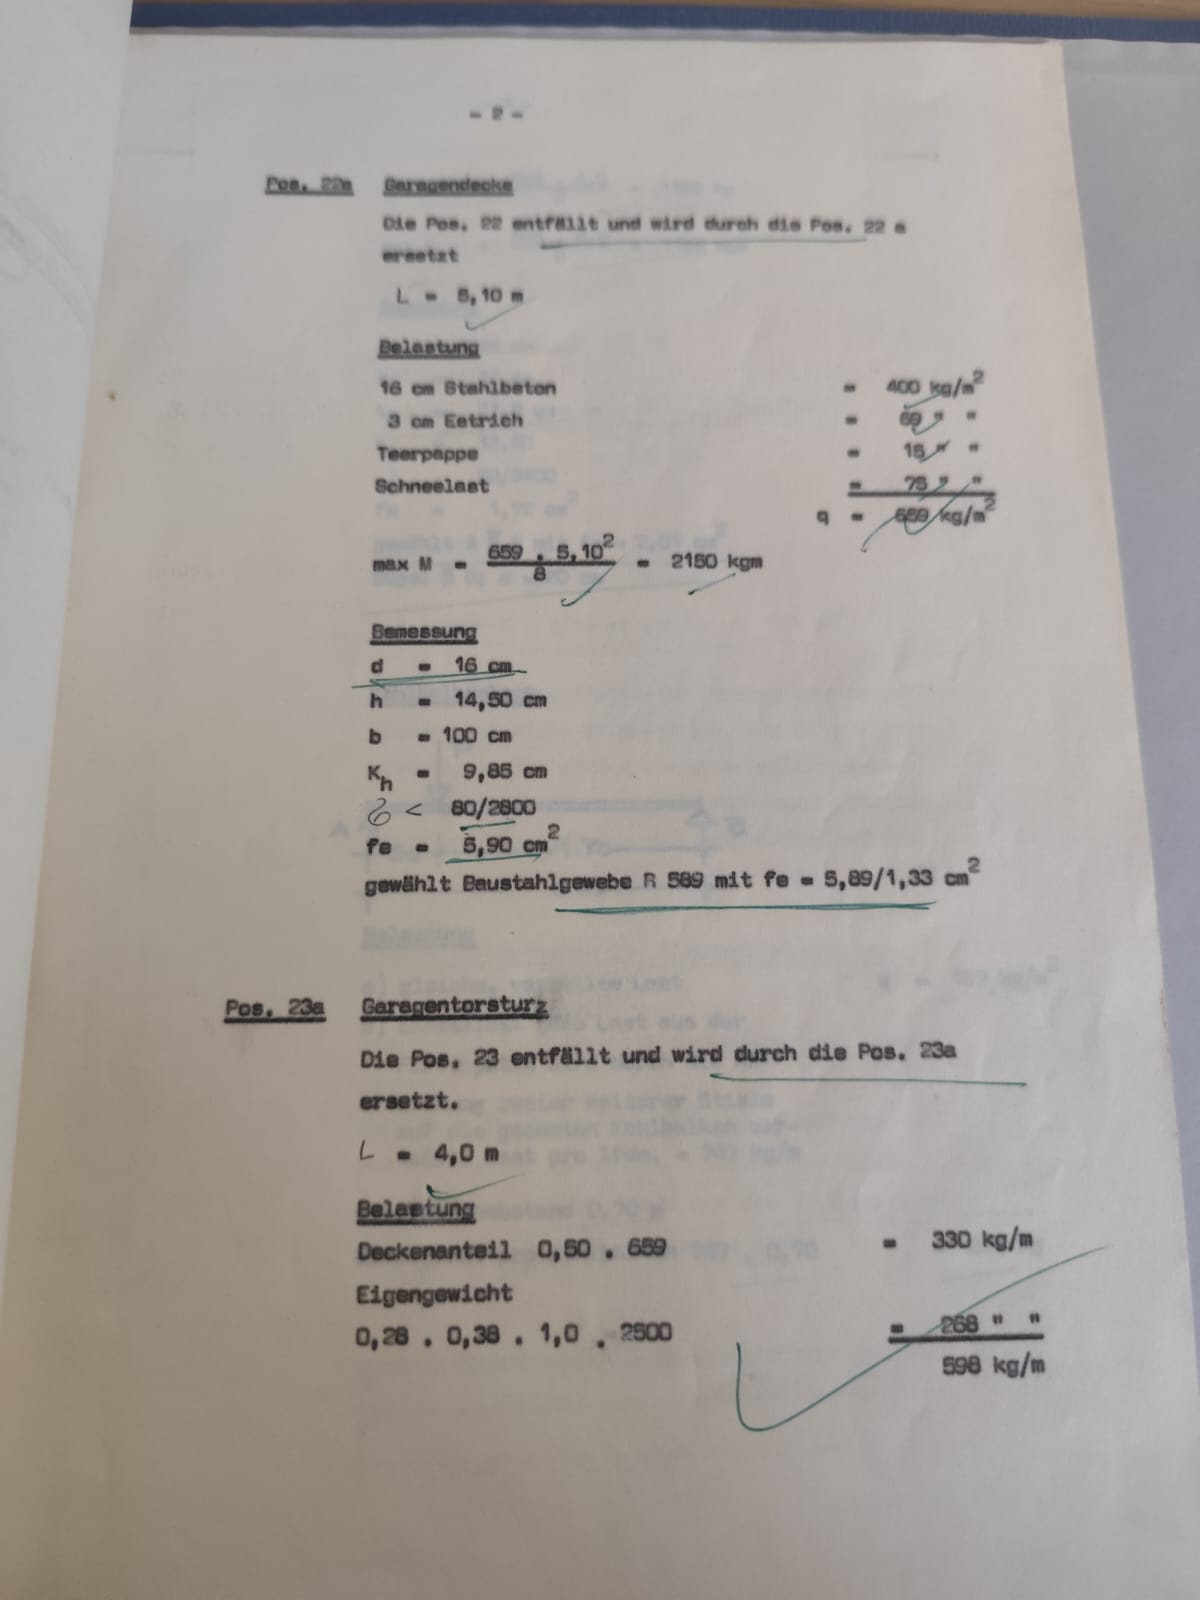 - 2 -
Pos. 22a Garagendecke
Die Pos. 22 entfällt und wird durch die Pos. 22 a
ersetzt
L = 5,10 m
Belastung
16 cm Stahlbeton = 400 kg/m²
3 cm Estrich = 69 " "
Teerpappe = 15 " "
Schneelast = 75 " "
q = 659 kg/m²
max M = 659 . 5,10² / 8 = 2150 kgm
Bemessung
d = 16 cm
h = 14,50 cm
b = 100 cm
Kh = 9,85 cm
σ < 80/2800
fe = 5,90 cm²
gewählt Baustahlgewebe R 589 mit fe = 5,89/1,33 cm²
Pos. 23a Garagentorsturz
Die Pos. 23 entfällt und wird durch die Pos. 23a
ersetzt.
L = 4,0 m
Belastung
Deckenanteil 0,50 . 659 = 330 kg/m
Eigengewicht
0,28 . 0,38 . 1,0 . 2500 = 268 " "
598 kg/m